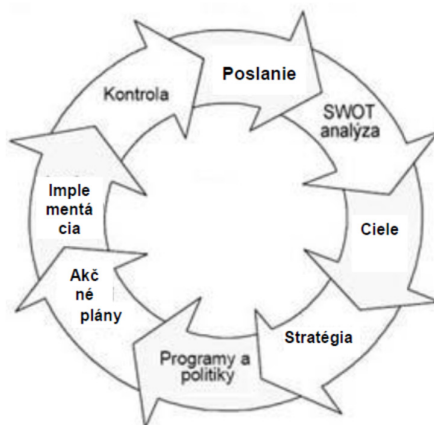 Poslanie
SWOT
analýza
Ciele
Stratégia
Programy a
politiky
Akč
né
plány
Imple
mentá
cia
Kontrola